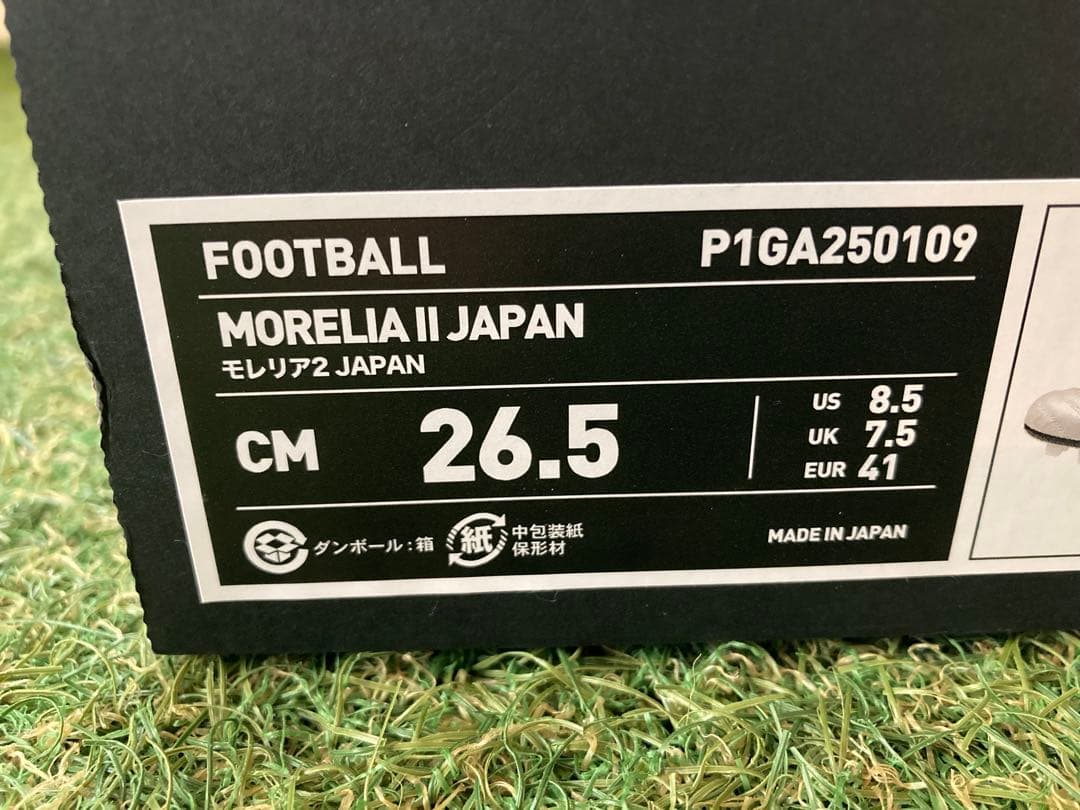 FOOTBALL P1GA250109
MORELIA II JAPAN
モレリア2 JAPAN
CM 26.5
US 8.5
UK 7.5
EUR 41
ダンボール:箱
紙
中包装紙
保形材
MADE IN JAPAN